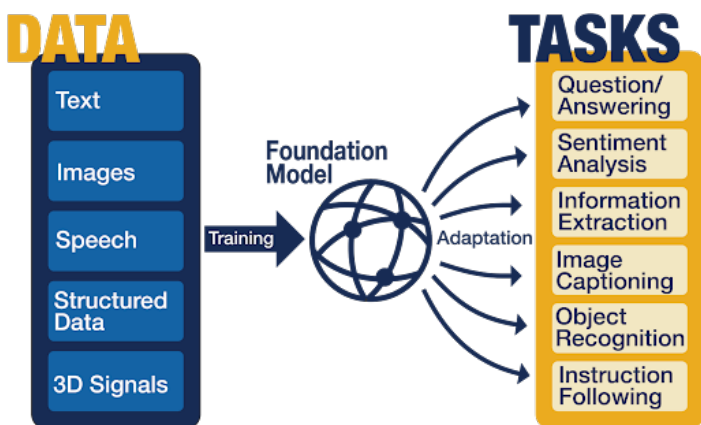 DATA
Text
Images
Speech
Structured
Data
3D Signals
Training
Foundation
Model
Adaptation
TASKS
Question/
Answering
Sentiment
Analysis
Information
Extraction
Image
Captioning
Object
Recognition
Instruction
Following